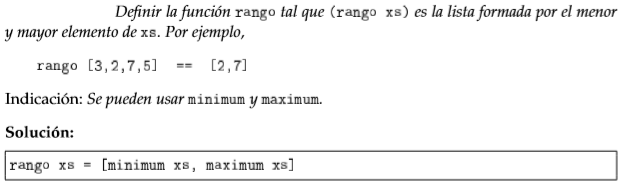 Definir la función rango tal que (rango xs) es la lista formada por el menor
y mayor elemento de xs. Por ejemplo,
rango [3,2,7,5] == [2,7]
Indicación: Se pueden usar minimum y maximum.
Solución:
rango xs = [minimum xs, maximum xs]